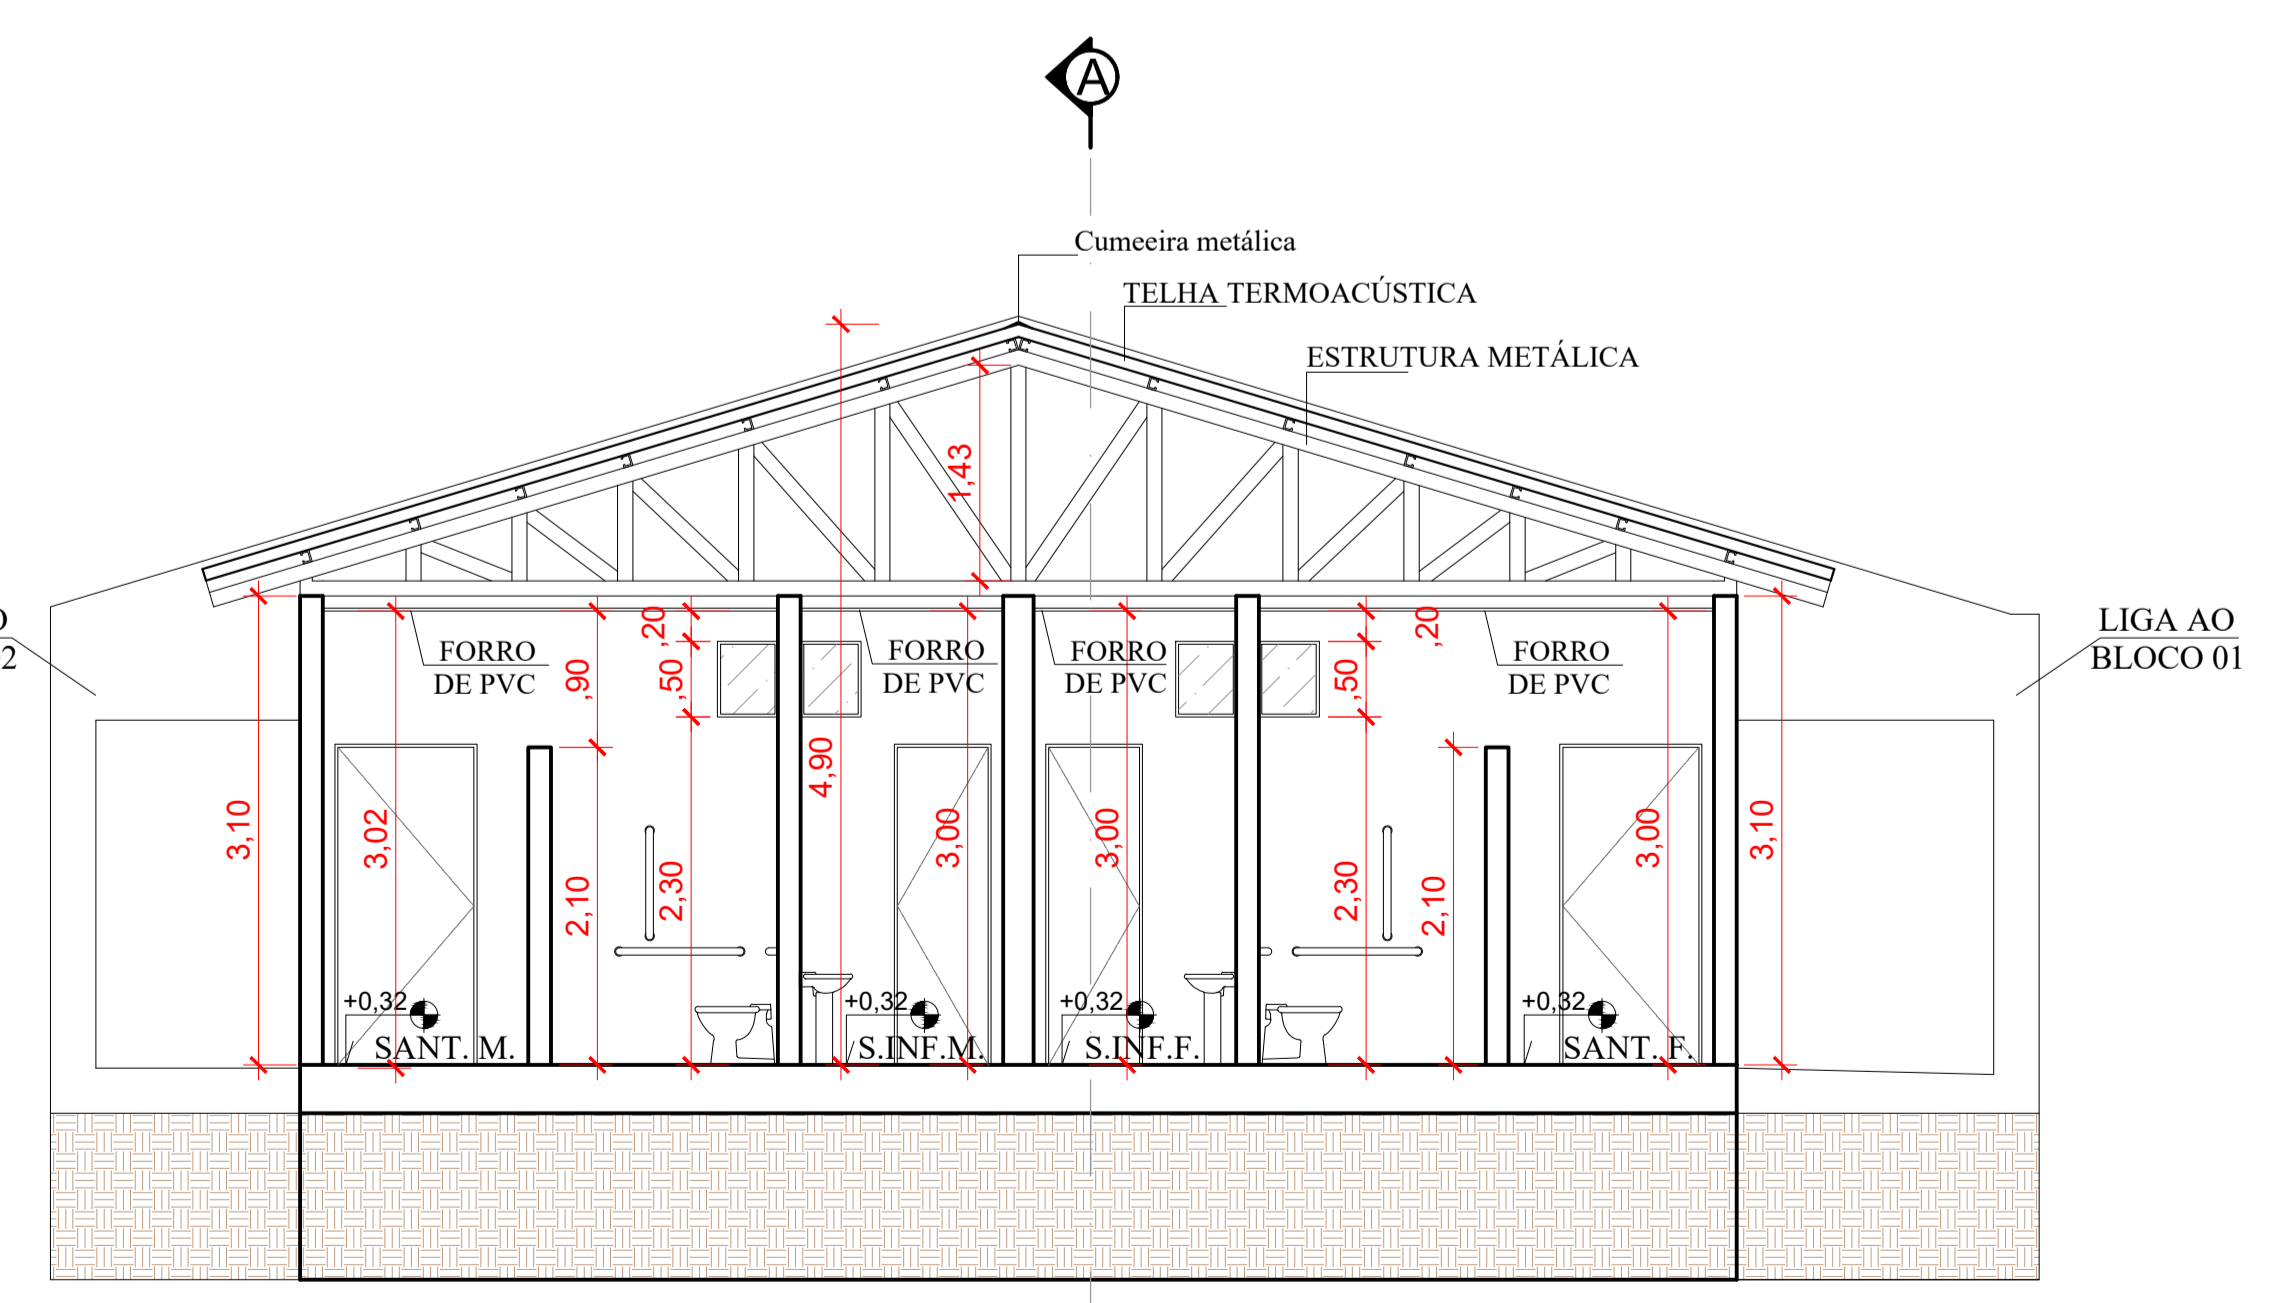 A
Cumeeira metálica
TELHA TERMOACÚSTICA
ESTRUTURA METÁLICA
1,43
LIGA AO
BLOCO 01
FORRO
DE PVC
FORRO
DE PVC
FORRO
DE PVC
FORRO
DE PVC
,20
,20
,90
,50
,50
4,90
3,10
3,02
2,10
2,30
3,00
3,00
2,30
2,10
3,00
3,10
+0,32
+0,32
+0,32
+0,32
SANT. M.
S.INF.M.
S.INF.F.
SANT. F.